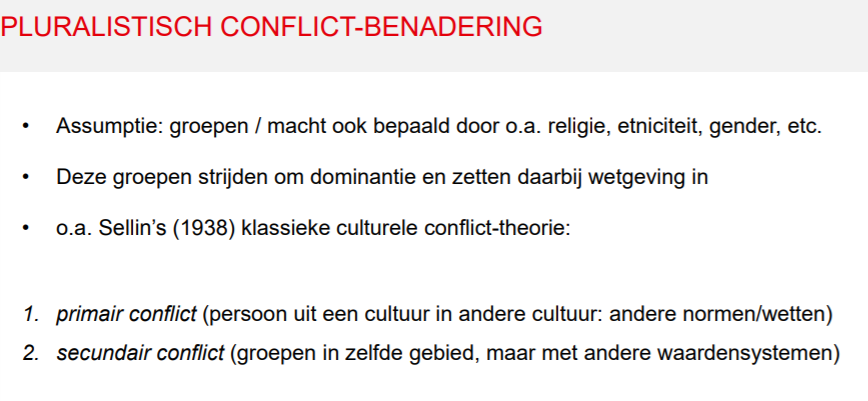 PLURALISTISCH CONFLICT-BENADERING
• Assumptie: groepen / macht ook bepaald door o.a. religie, etniciteit, gender, etc.
• Deze groepen strijden om dominantie en zetten daarbij wetgeving in
• o.a. Sellin’s (1938) klassieke culturele conflict-theorie:
1. primair conflict (persoon uit een cultuur in andere cultuur: andere normen/wetten)
2. secundair conflict (groepen in zelfde gebied, maar met andere waardensystemen)